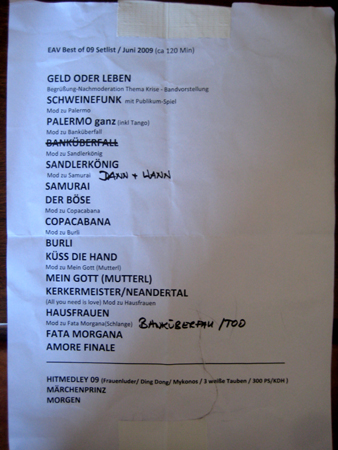 EAV Best of 09 Setlist / Juni 2009 (ca 120 Min)
GELD ODER LEBEN
Begrüßung-Nachmoderation Thema Krise - Bandvorstellung
SCHWEINEFUNK mit Publikum-Spiel
Mod zu Palermo
PALERMO ganz (inkl Tango)
Mod zu Banküberfall
BANKÜBERFALL
Mod zu Sandlerkönig
SANDLERKÖNIG
Mod zu Samurai DANN + WANN
SAMURAI
DER BÖSE
Mod zu Copacabana
COPACABANA
Mod zu Burli
BURLI
KÜSS DIE HAND
Mod zu Mein Gott (Mutterl)
MEIN GOTT (MUTTERL)
KERKERMEISTER/NEANDERTAL
(All you need is love) Mod zu Hausfrauen
HAUSFRAUEN
Mod zu Fata Morgana(Schlange) BANKÜBERFALL /TOD
FATA MORGANA
AMORE FINALE
HITMEDLEY 09 (Frauenluder/ Ding Dong/ Mykonos / 3 weiße Tauben / 300 PS/KDH )
MÄRCHENPRINZ
MORGEN